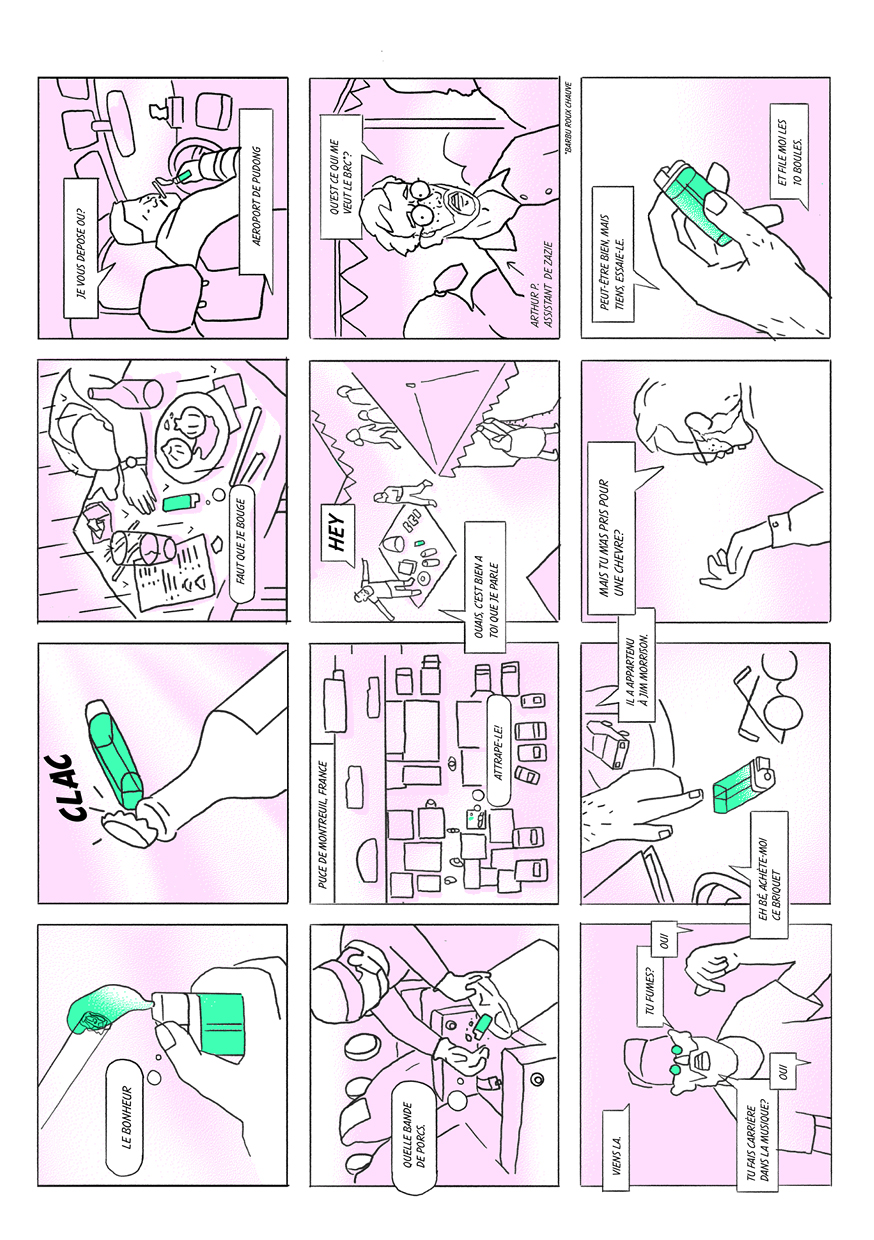 LE BONHEUR
CLAC
FAUT QUE JE BOUGE
JE VOUS DEPOSE OU?
AEROPORT DE PUDONG
QUELLE BANDE
DE PORCS.
PUCE DE MONTREUIL, FRANCE
ATTRAPE-LE!
HEY
OUAIS, C'EST BIEN A
TOI QUE JE PARLE
QU'EST CE QUI ME
VEUT LE BRC*?
ARTHUR P.
ASSISTANT DE ZAZIE
*BARBU ROUX CHAUVE
VIENS LA.
TU FUMES?
OUI
TU FAIS CARRIÈRE
DANS LA MUSIQUE?
OUI
IL A APPARTENU
À JIM MORRISON.
EH BÉ, ACHÈTE-MOI
CE BRIQUET
MAIS TU MAS PRIS POUR
UNE CHEVRE?
PEUT-ÊTRE BIEN, MAIS
TIENS, ESSAIE-LE.
ET FILE MOI LES
10 BOULES.